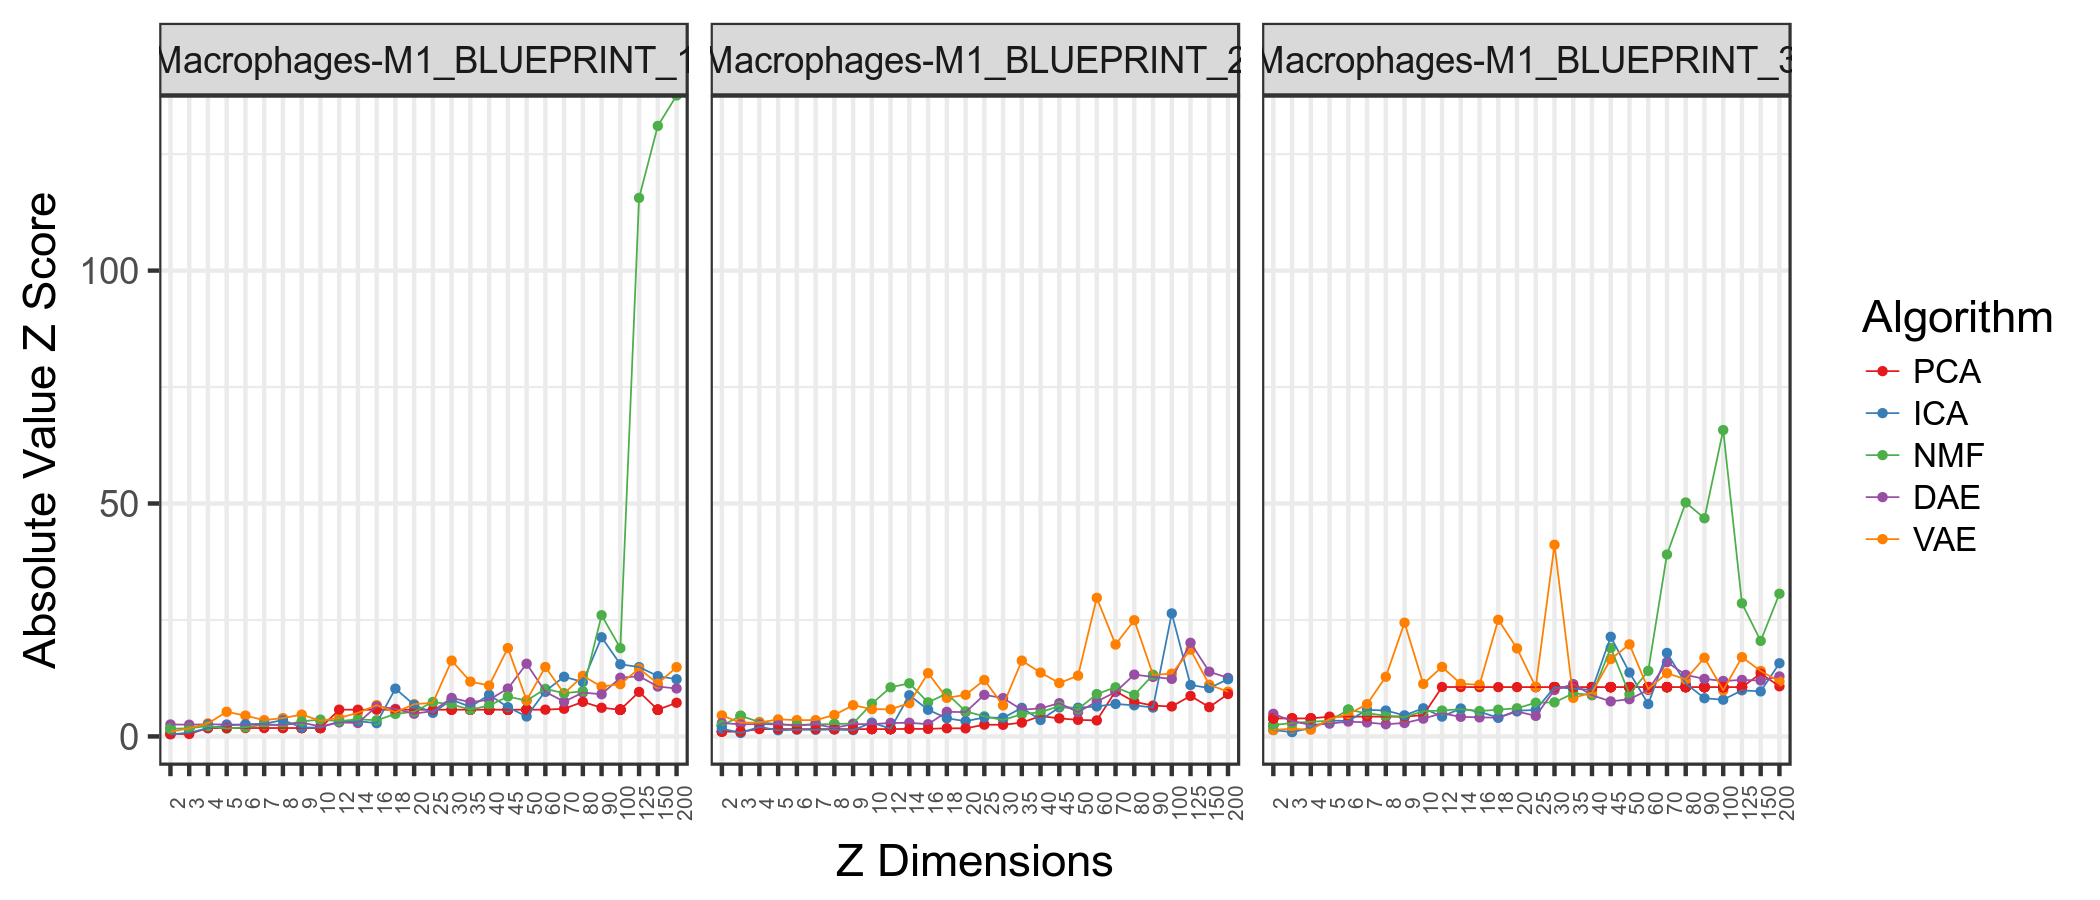 Macrophages-M1_BLUEPRINT_1 Macrophages-M1_BLUEPRINT_2 Macrophages-M1_BLUEPRINT_3
Absolute Value Z Score
100
50
0
2 3 4 5 6 7 8 9 10 12 14 16 18 20 25 30 35 40 45 50 60 70 80 90 100 125 150 200
2 3 4 5 6 7 8 9 10 12 14 16 18 20 25 30 35 40 45 50 60 70 80 90 100 125 150 200
2 3 4 5 6 7 8 9 10 12 14 16 18 20 25 30 35 40 45 50 60 70 80 90 100 125 150 200
Z Dimensions
Algorithm
PCA
ICA
NMF
DAE
VAE